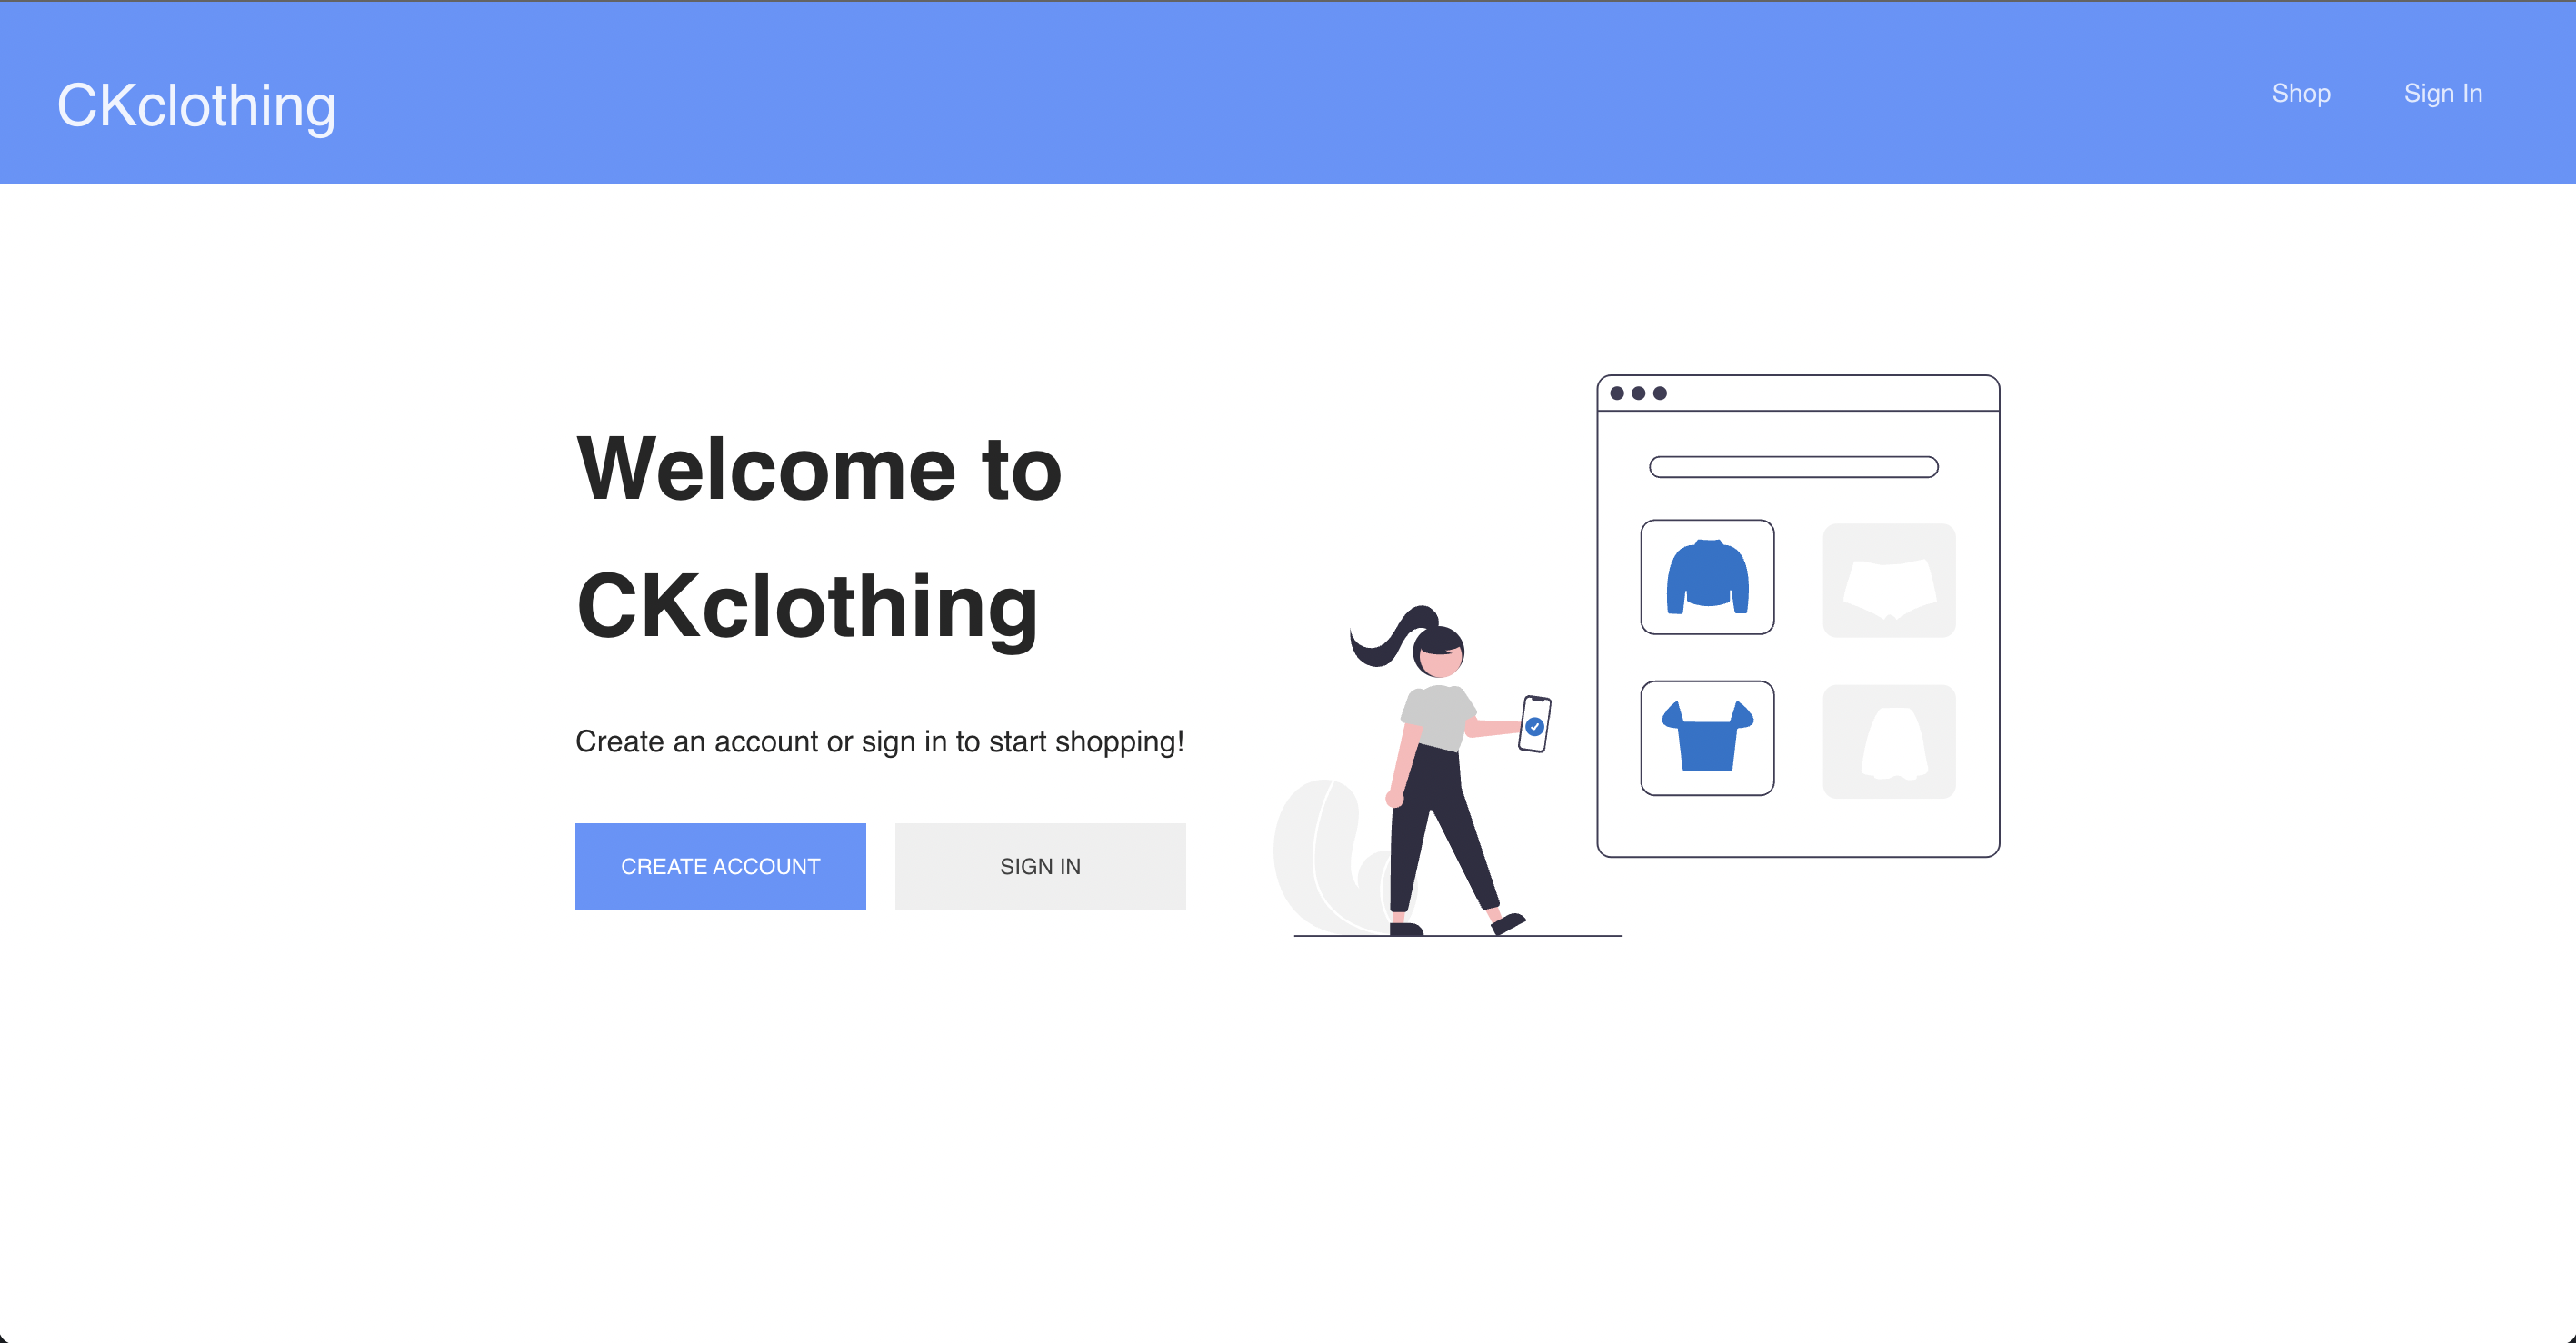 CKclothing
Shop
Sign In
Welcome to
CKclothing
Create an account or sign in to start shopping!
CREATE ACCOUNT
SIGN IN